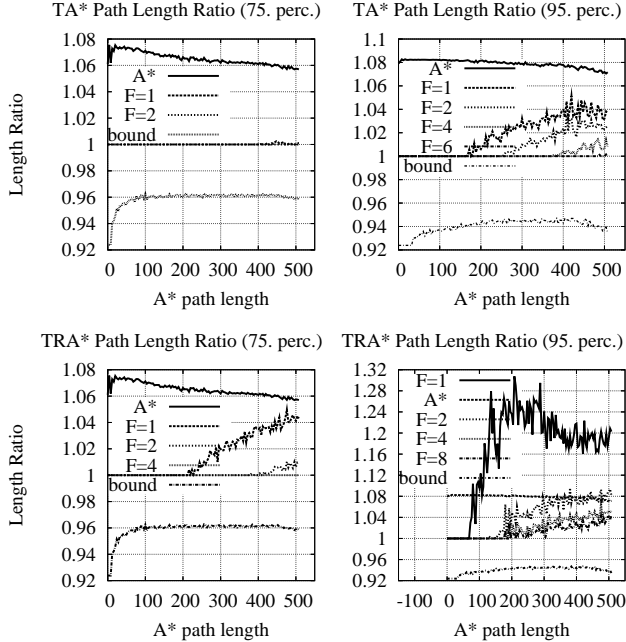 TA* Path Length Ratio (75. perc.)
1.08
1.06
1.04
1.02
1
0.98
0.96
0.94
0.92
A*
F=1
F=2
bound
0 100 200 300 400 500
A* path length
Length Ratio
TA* Path Length Ratio (95. perc.)
1.1
1.08
1.06
1.04
1.02
1
0.98
0.96
0.94
0.92
A*
F=1
F=2
F=4
F=6
bound
0 100 200 300 400 500
A* path length
TRA* Path Length Ratio (75. perc.)
1.08
1.06
1.04
1.02
1
0.98
0.96
0.94
0.92
A*
F=1
F=2
F=4
bound
0 100 200 300 400 500
A* path length
Length Ratio
TRA* Path Length Ratio (95. perc.)
1.32
1.28
1.24
1.2
1.16
1.12
1.08
1.04
1
0.96
0.92
F=1
A*
F=2
F=4
F=8
bound
-100 0 100 200 300 400 500
A* path length